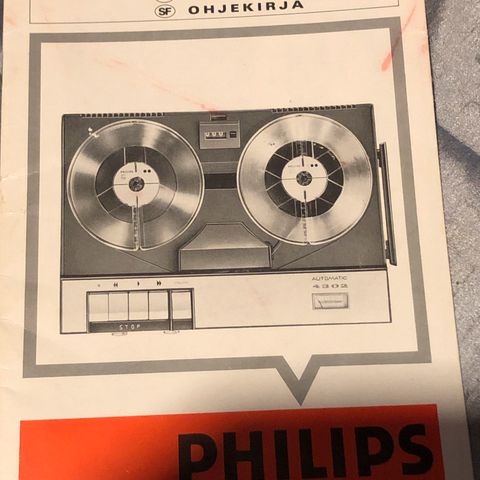 SF OHJEKIRJA
AUTOMATIC
4302
STOP
PHILIPS